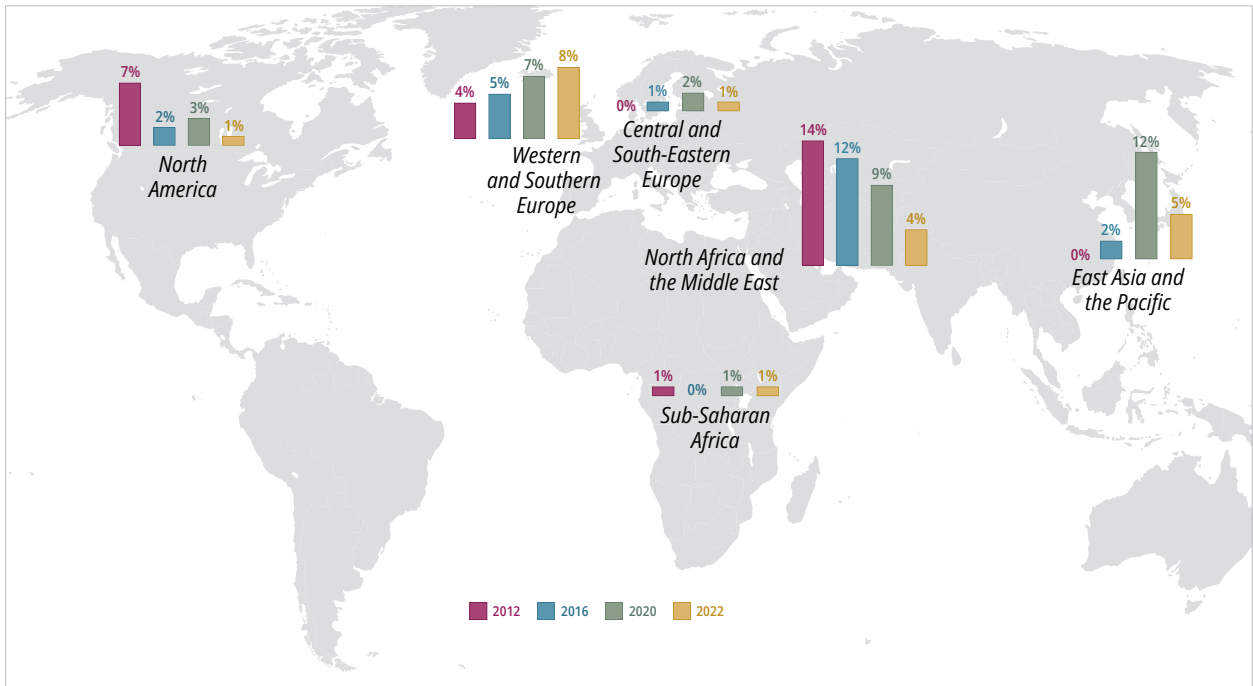 7%
2%
3%
1%
North
America
4%
5%
7%
8%
Western
and Southern
Europe
0%
1%
2%
1%
Central and
South-Eastern
Europe
14%
12%
9%
4%
North Africa and
the Middle East
0%
2%
12%
5%
East Asia and
the Pacific
1%
0%
1%
1%
Sub-Saharan
Africa
2012
2016
2020
2022